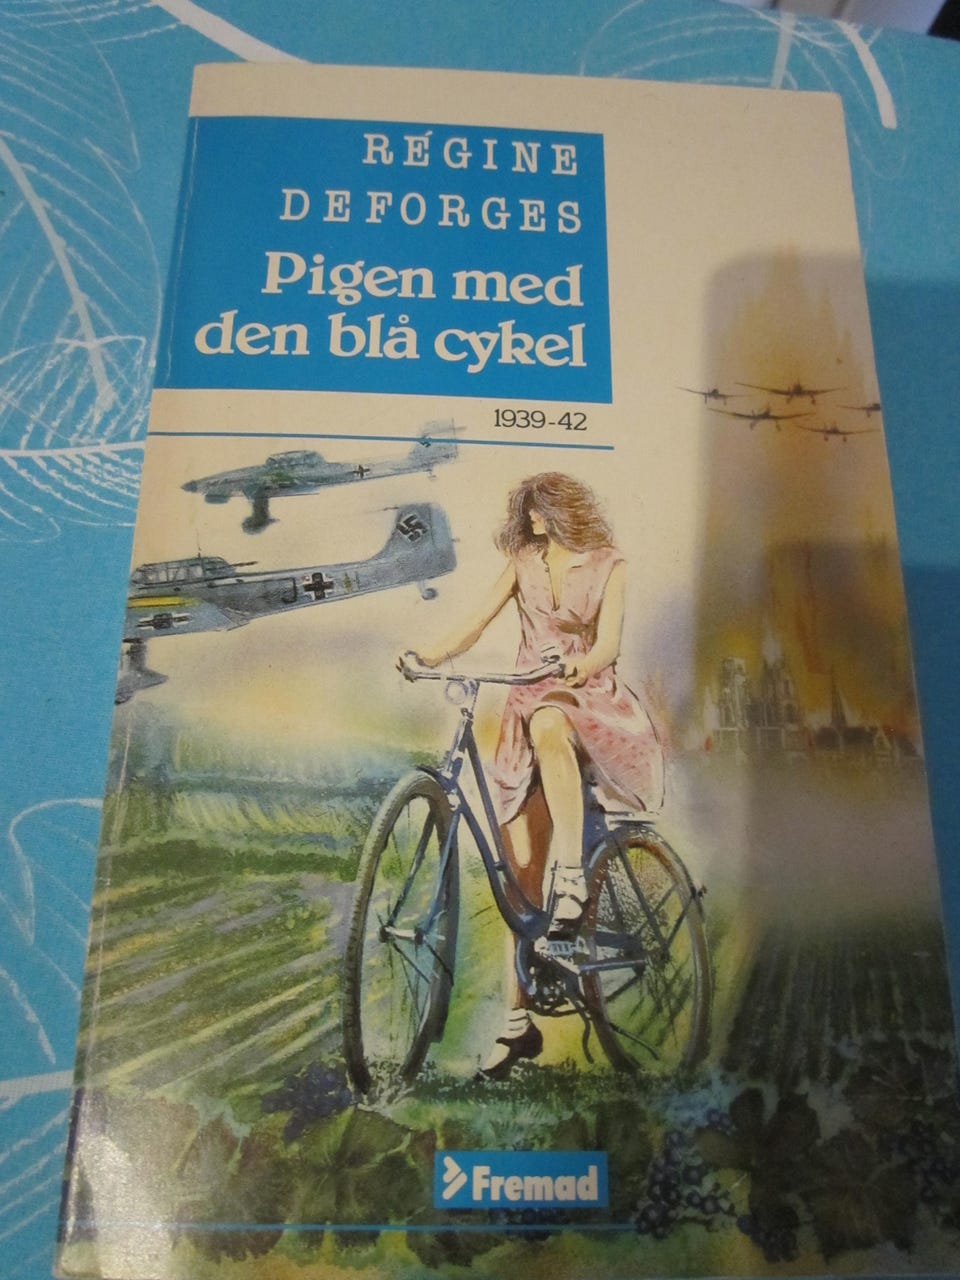 RÉGINE
DEFORGES
Pigen med
den blå cykel
1939-42
J
Fremad